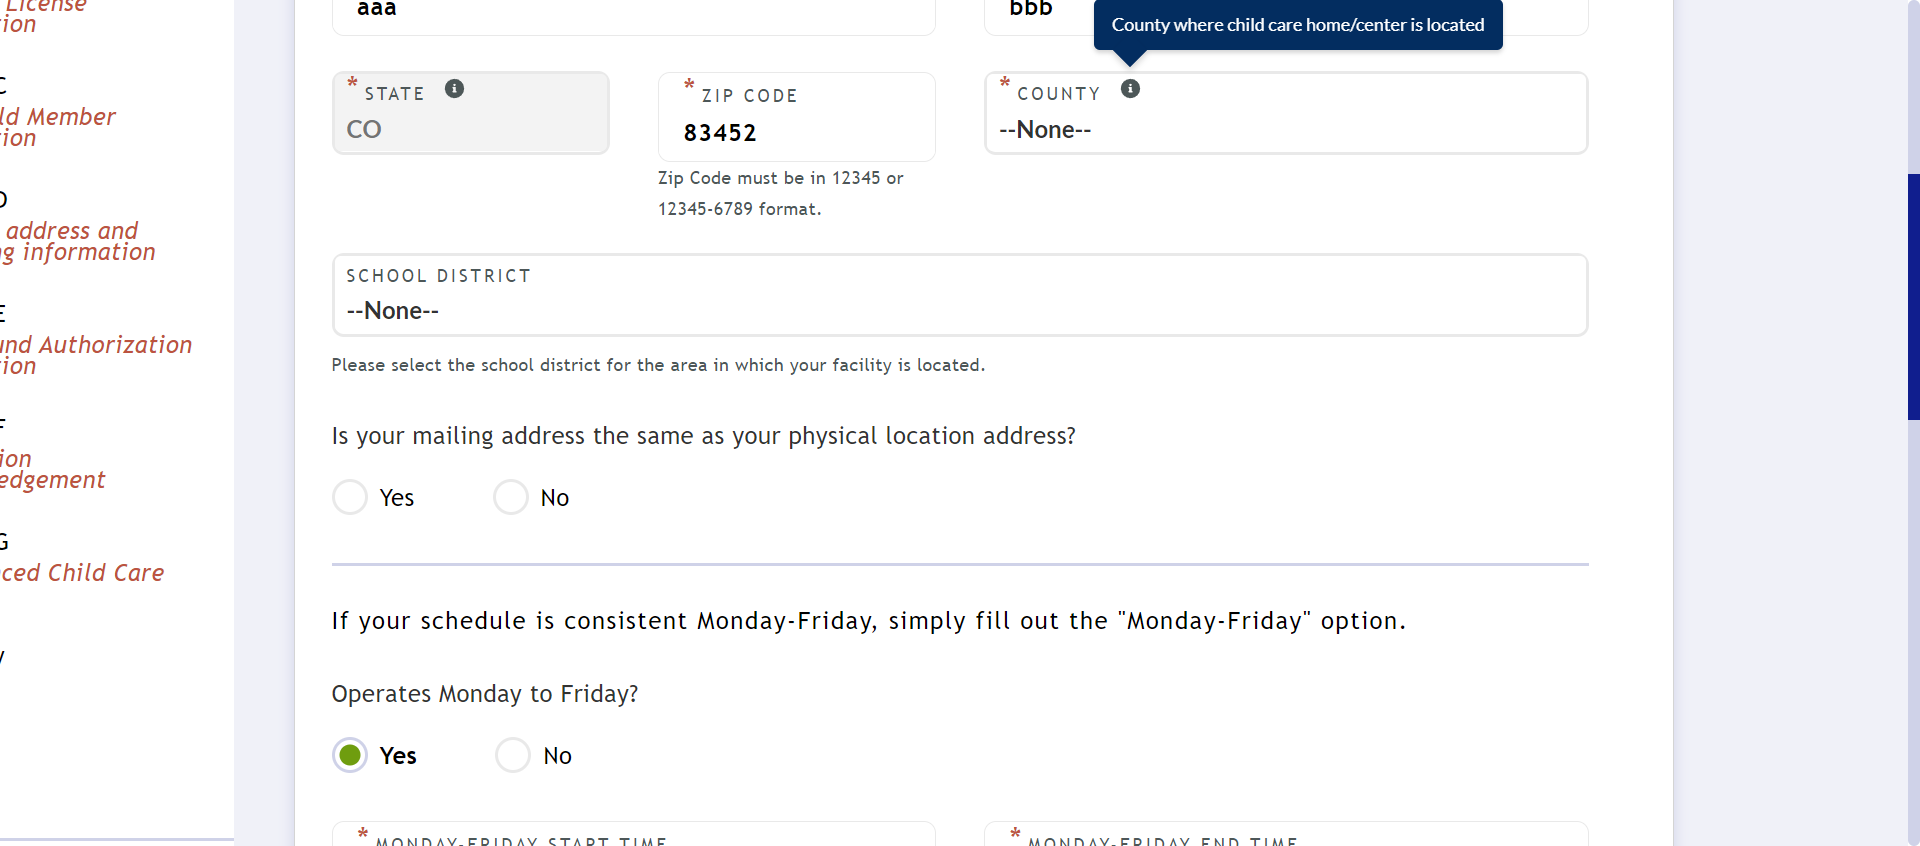 License
ion
C
ld Member
ion
D
address and
g information
E
und Authorization
ion
F
ion
edgement
G
ced Child Care
y
aaa
bbb
County where child care home/center is located
* STATE
CO
* ZIP CODE
83452
Zip Code must be in 12345 or
12345-6789 format.
* COUNTY
--None--
SCHOOL DISTRICT
--None--
Please select the school district for the area in which your facility is located.
Is your mailing address the same as your physical location address?
Yes No
If your schedule is consistent Monday-Friday, simply fill out the "Monday-Friday" option.
Operates Monday to Friday?
Yes No
* MONDAY-FRIDAY START TIME
* MONDAY-FRIDAY END TIME